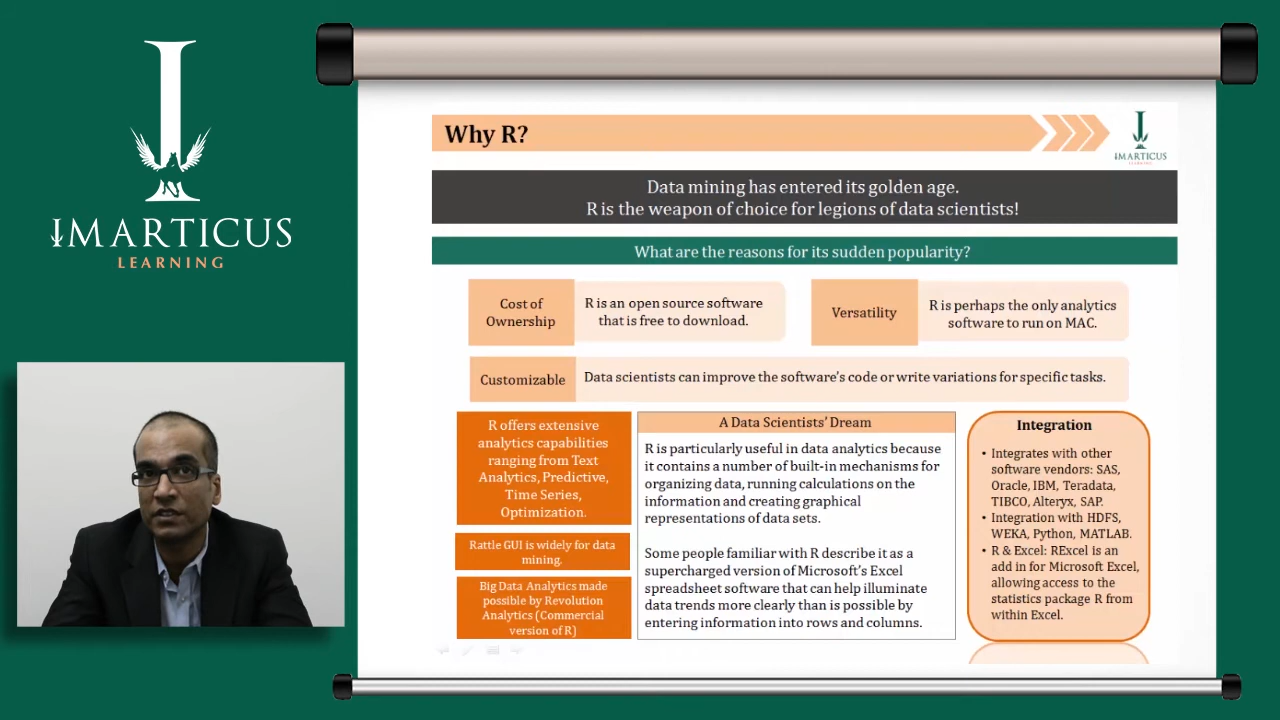 IMARTICUS
LEARNING
Why R?
IMARTICUS
LEARNING
Data mining has entered its golden age.
R is the weapon of choice for legions of data scientists!
What are the reasons for its sudden popularity?
Cost of
Ownership
R is an open source software
that is free to download.
Versatility
R is perhaps the only analytics
software to run on MAC.
Customizable
Data scientists can improve the software's code or write variations for specific tasks.
R offers extensive
analytics capabilities
ranging from Text
Analytics, Predictive,
Time Series,
Optimization.
Rattle GUI is widely for data
mining.
Big Data Analytics made
possible by Revolution
Analytics (Commercial
version of R)
A Data Scientists' Dream
R is particularly useful in data analytics because
it contains a number of built-in mechanisms for
organizing data, running calculations on the
information and creating graphical
representations of data sets.
Some people familiar with R describe it as a
supercharged version of Microsoft's Excel
spreadsheet software that can help illuminate
data trends more clearly than is possible by
entering information into rows and columns.
Integration
• Integrates with other
software vendors: SAS,
Oracle, IBM, Teradata,
TIBCO, Alteryx, SAP.
• Integration with HDFS,
WEKA, Python, MATLAB.
• R & Excel: RExcel is an
add in for Microsoft Excel,
allowing access to the
statistics package R from
within Excel.